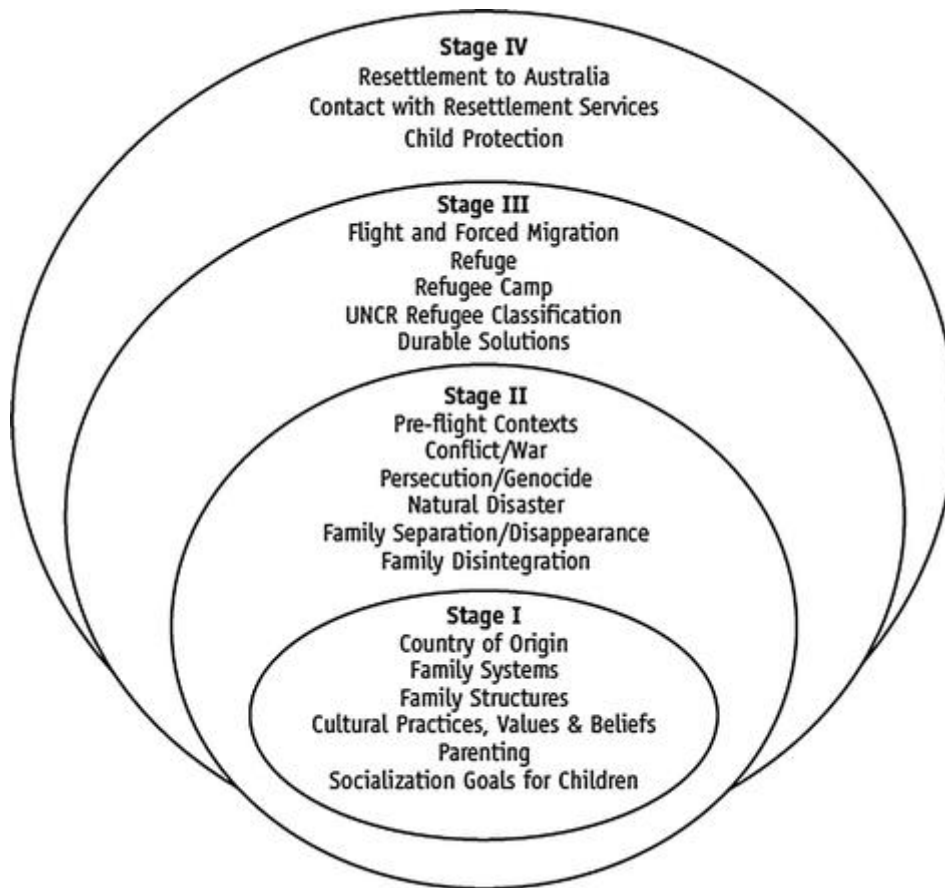 Stage IV
Resettlement to Australia
Contact with Resettlement Services
Child Protection
Stage III
Flight and Forced Migration
Refuge
Refugee Camp
UNCR Refugee Classification
Durable Solutions
Stage II
Pre-flight Contexts
Conflict/War
Persecution/Genocide
Natural Disaster
Family Separation/Disappearance
Family Disintegration
Stage I
Country of Origin
Family Systems
Family Structures
Cultural Practices, Values & Beliefs
Parenting
Socialization Goals for Children